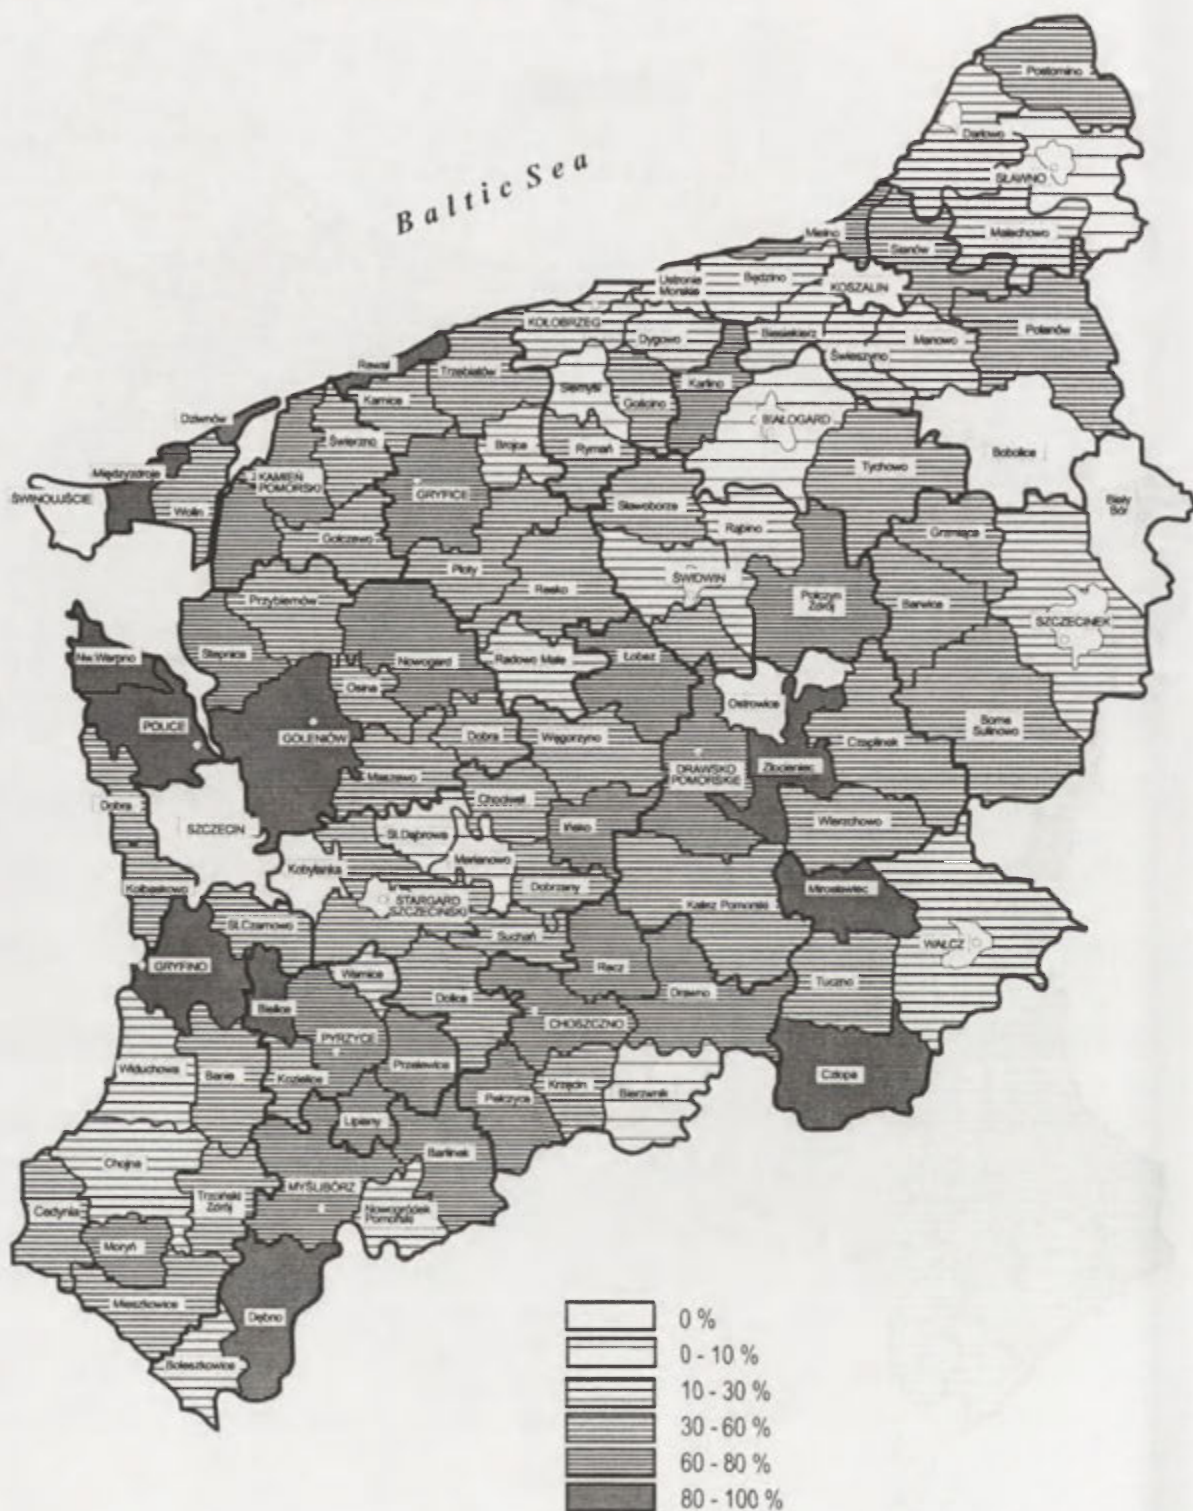 Postomino
Darłowo
SŁAWNO
Baltic Sea
Mielno
Sianów
Malechowo
Ustronie
Morskie
Będzino
KOSZALIN
KOŁOBRZEG
Dygowo
Biesiekierz
Manowo
Polanów
Świeszyno
Rewal
Trzebiatów
Karnice
Siemyśl
Gościno
Karlino
Dziwnów
Świerzno
Brojce
Rymań
BIAŁOGARD
Bobolice
Tychowo
Międzyzdroje
KAMIEŃ
POMORSKI
ŚWINOUJŚCIE
Wolin
GRYFICE
Sławoborze
Biały
Bór
Golczewo
Rąbino
Grzmiąca
Płoty
Resko
ŚWIDWIN
Przybiernów
Połczyn
Zdrój
Barwice
SZCZECINEK
Stepnica
Nw.Warpno
Nowogard
Radowo Małe
Łobez
Osina
Ostrowice
POLICE
GOLENIÓW
Dobra
Węgorzyno
Borne
Sulinowo
Czaplinek
DRAWSKO
POMORSKIE
Złocieniec
Maszewo
Chociwel
Dobra
SZCZECIN
St.Dąbrowa
Ińsko
Wierzchowo
Kobylanka
Marianowo
Kołbaskowo
Dobrzany
Mirosławiec
STARGARD
SZCZECIŃSKI
Kalisz Pomorski
St.Czarnowo
Suchań
WAŁCZ
GRYFINO
Warnice
Recz
Tuczno
Bielice
Dolice
Drawno
PYRZYCE
CHOSZCZNO
Widuchowa
Banie
Kozielice
Przelewice
Krzęcin
Bierzwnik
Człopa
Pełczyce
Lipiany
Barlinek
Chojna
MYŚLIBÓRZ
Trzcińsko
Zdrój
Cedynia
Nowogródek
Pomorski
Moryń
Mieszkowice
Dębno
Boleszkowice
0 %
0 - 10 %
10 - 30 %
30 - 60 %
60 - 80 %
80 - 100 %